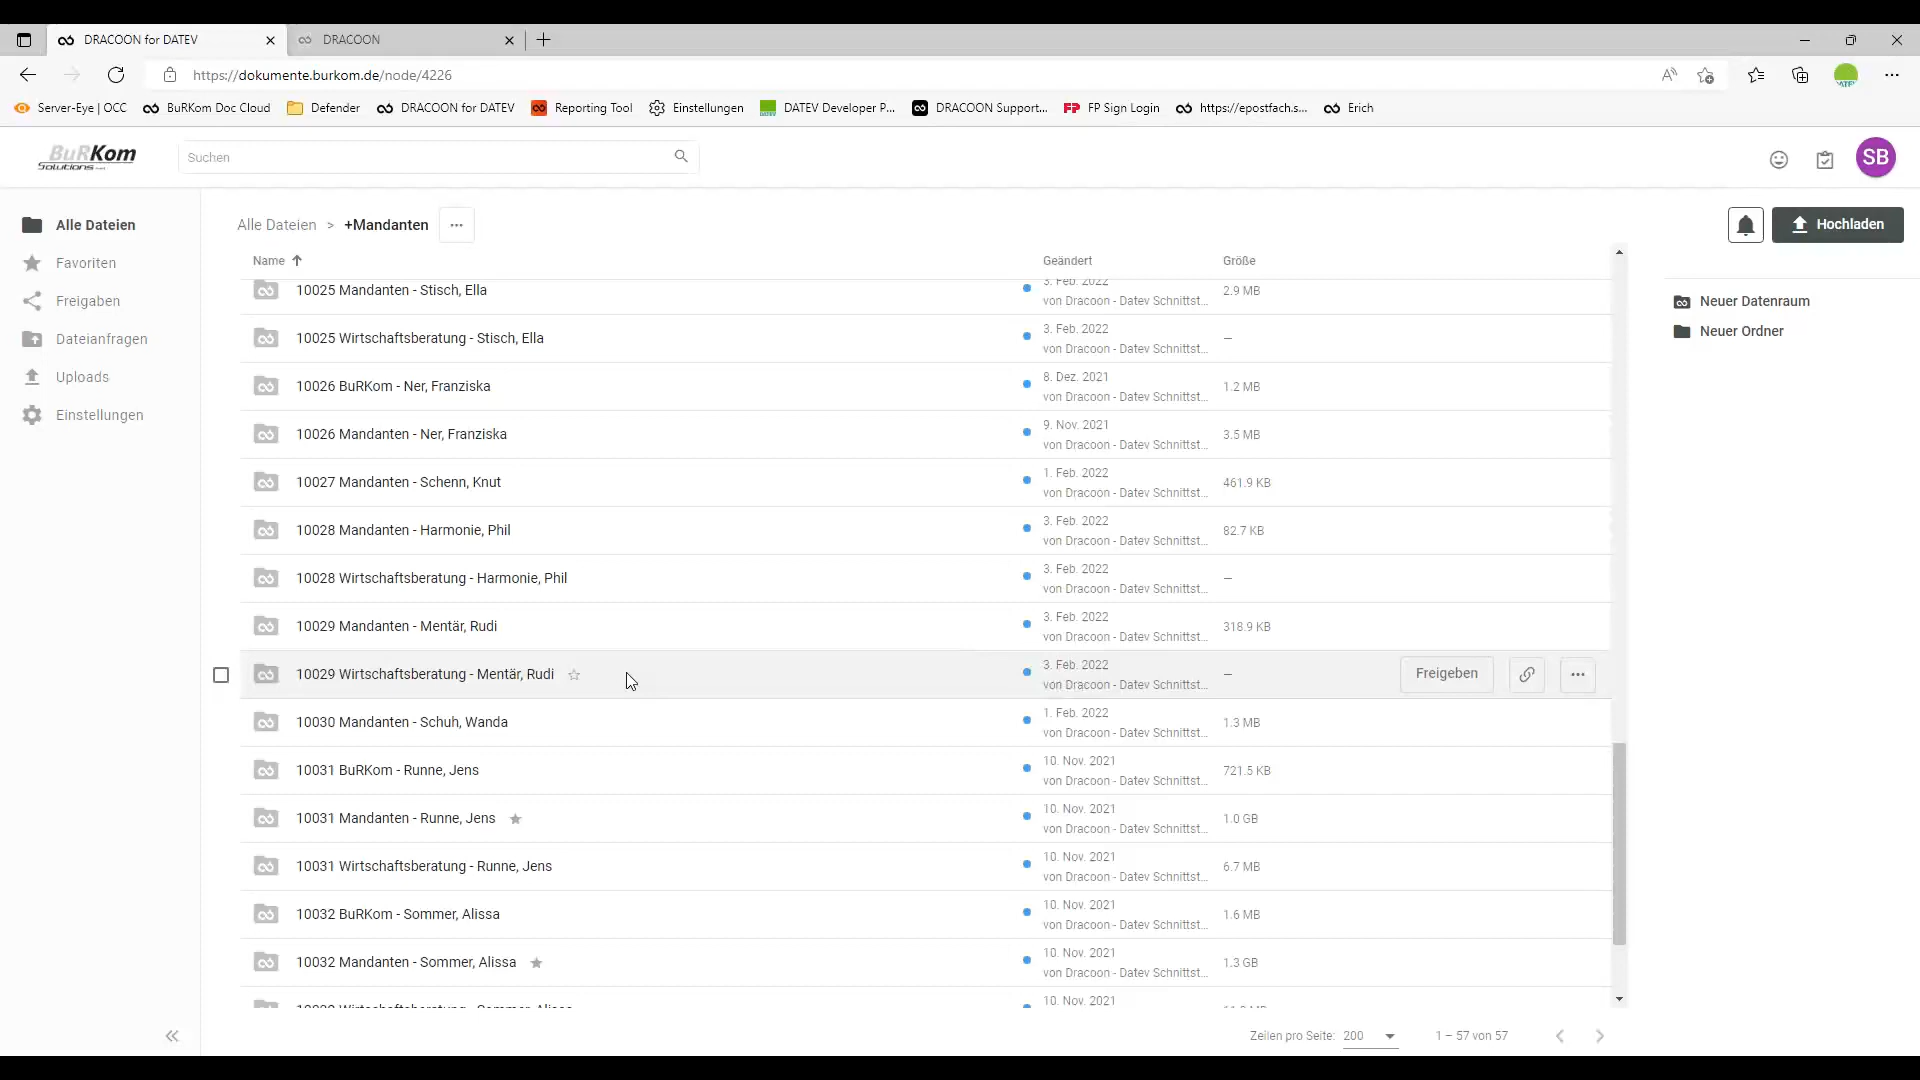 DRACOON for DATEV
DRACOON
https://dokumente.burkom.de/node/4226
Server-Eye | OCC
BuRKom Doc Cloud
Defender
DRACOON for DATEV
Reporting Tool
Einstellungen
DATEV Developer P...
DRACOON Support...
FP FP Sign Login
https://epostfach.s...
Erich
BuRKom
Solutions
Suchen
SB
Alle Dateien
Favoriten
Freigaben
Dateianfragen
Uploads
Einstellungen
Alle Dateien > +Mandanten ...
Hochladen
Neuer Datenraum
Neuer Ordner
Name Geändert Größe
10025 Mandanten - Stisch, Ella 3. Feb. 2022 2.9 MB
von Dracoon - Datev Schnittst...
10025 Wirtschaftsberatung - Stisch, Ella 3. Feb. 2022 –
von Dracoon - Datev Schnittst...
10026 BuRKom - Ner, Franziska 8. Dez. 2021 1.2 MB
von Dracoon - Datev Schnittst...
10026 Mandanten - Ner, Franziska 9. Nov. 2021 3.5 MB
von Dracoon - Datev Schnittst...
10027 Mandanten - Schenn, Knut 1. Feb. 2022 461.9 KB
von Dracoon - Datev Schnittst...
10028 Mandanten - Harmonie, Phil 3. Feb. 2022 82.7 KB
von Dracoon - Datev Schnittst...
10028 Wirtschaftsberatung - Harmonie, Phil 3. Feb. 2022 –
von Dracoon - Datev Schnittst...
10029 Mandanten - Mentär, Rudi 3. Feb. 2022 318.9 KB
von Dracoon - Datev Schnittst...
10029 Wirtschaftsberatung - Mentär, Rudi 3. Feb. 2022 – Freigeben ...
von Dracoon - Datev Schnittst...
10030 Mandanten - Schuh, Wanda 1. Feb. 2022 1.3 MB
von Dracoon - Datev Schnittst...
10031 BuRKom - Runne, Jens 10. Nov. 2021 721.5 KB
von Dracoon - Datev Schnittst...
10031 Mandanten - Runne, Jens 10. Nov. 2021 1.0 GB
von Dracoon - Datev Schnittst...
10031 Wirtschaftsberatung - Runne, Jens 10. Nov. 2021 6.7 MB
von Dracoon - Datev Schnittst...
10032 BuRKom - Sommer, Alissa 10. Nov. 2021 1.6 MB
von Dracoon - Datev Schnittst...
10032 Mandanten - Sommer, Alissa 10. Nov. 2021 1.3 GB
von Dracoon - Datev Schnittst...
10. Nov. 2021
Zeilen pro Seite: 200 1 – 57 von 57